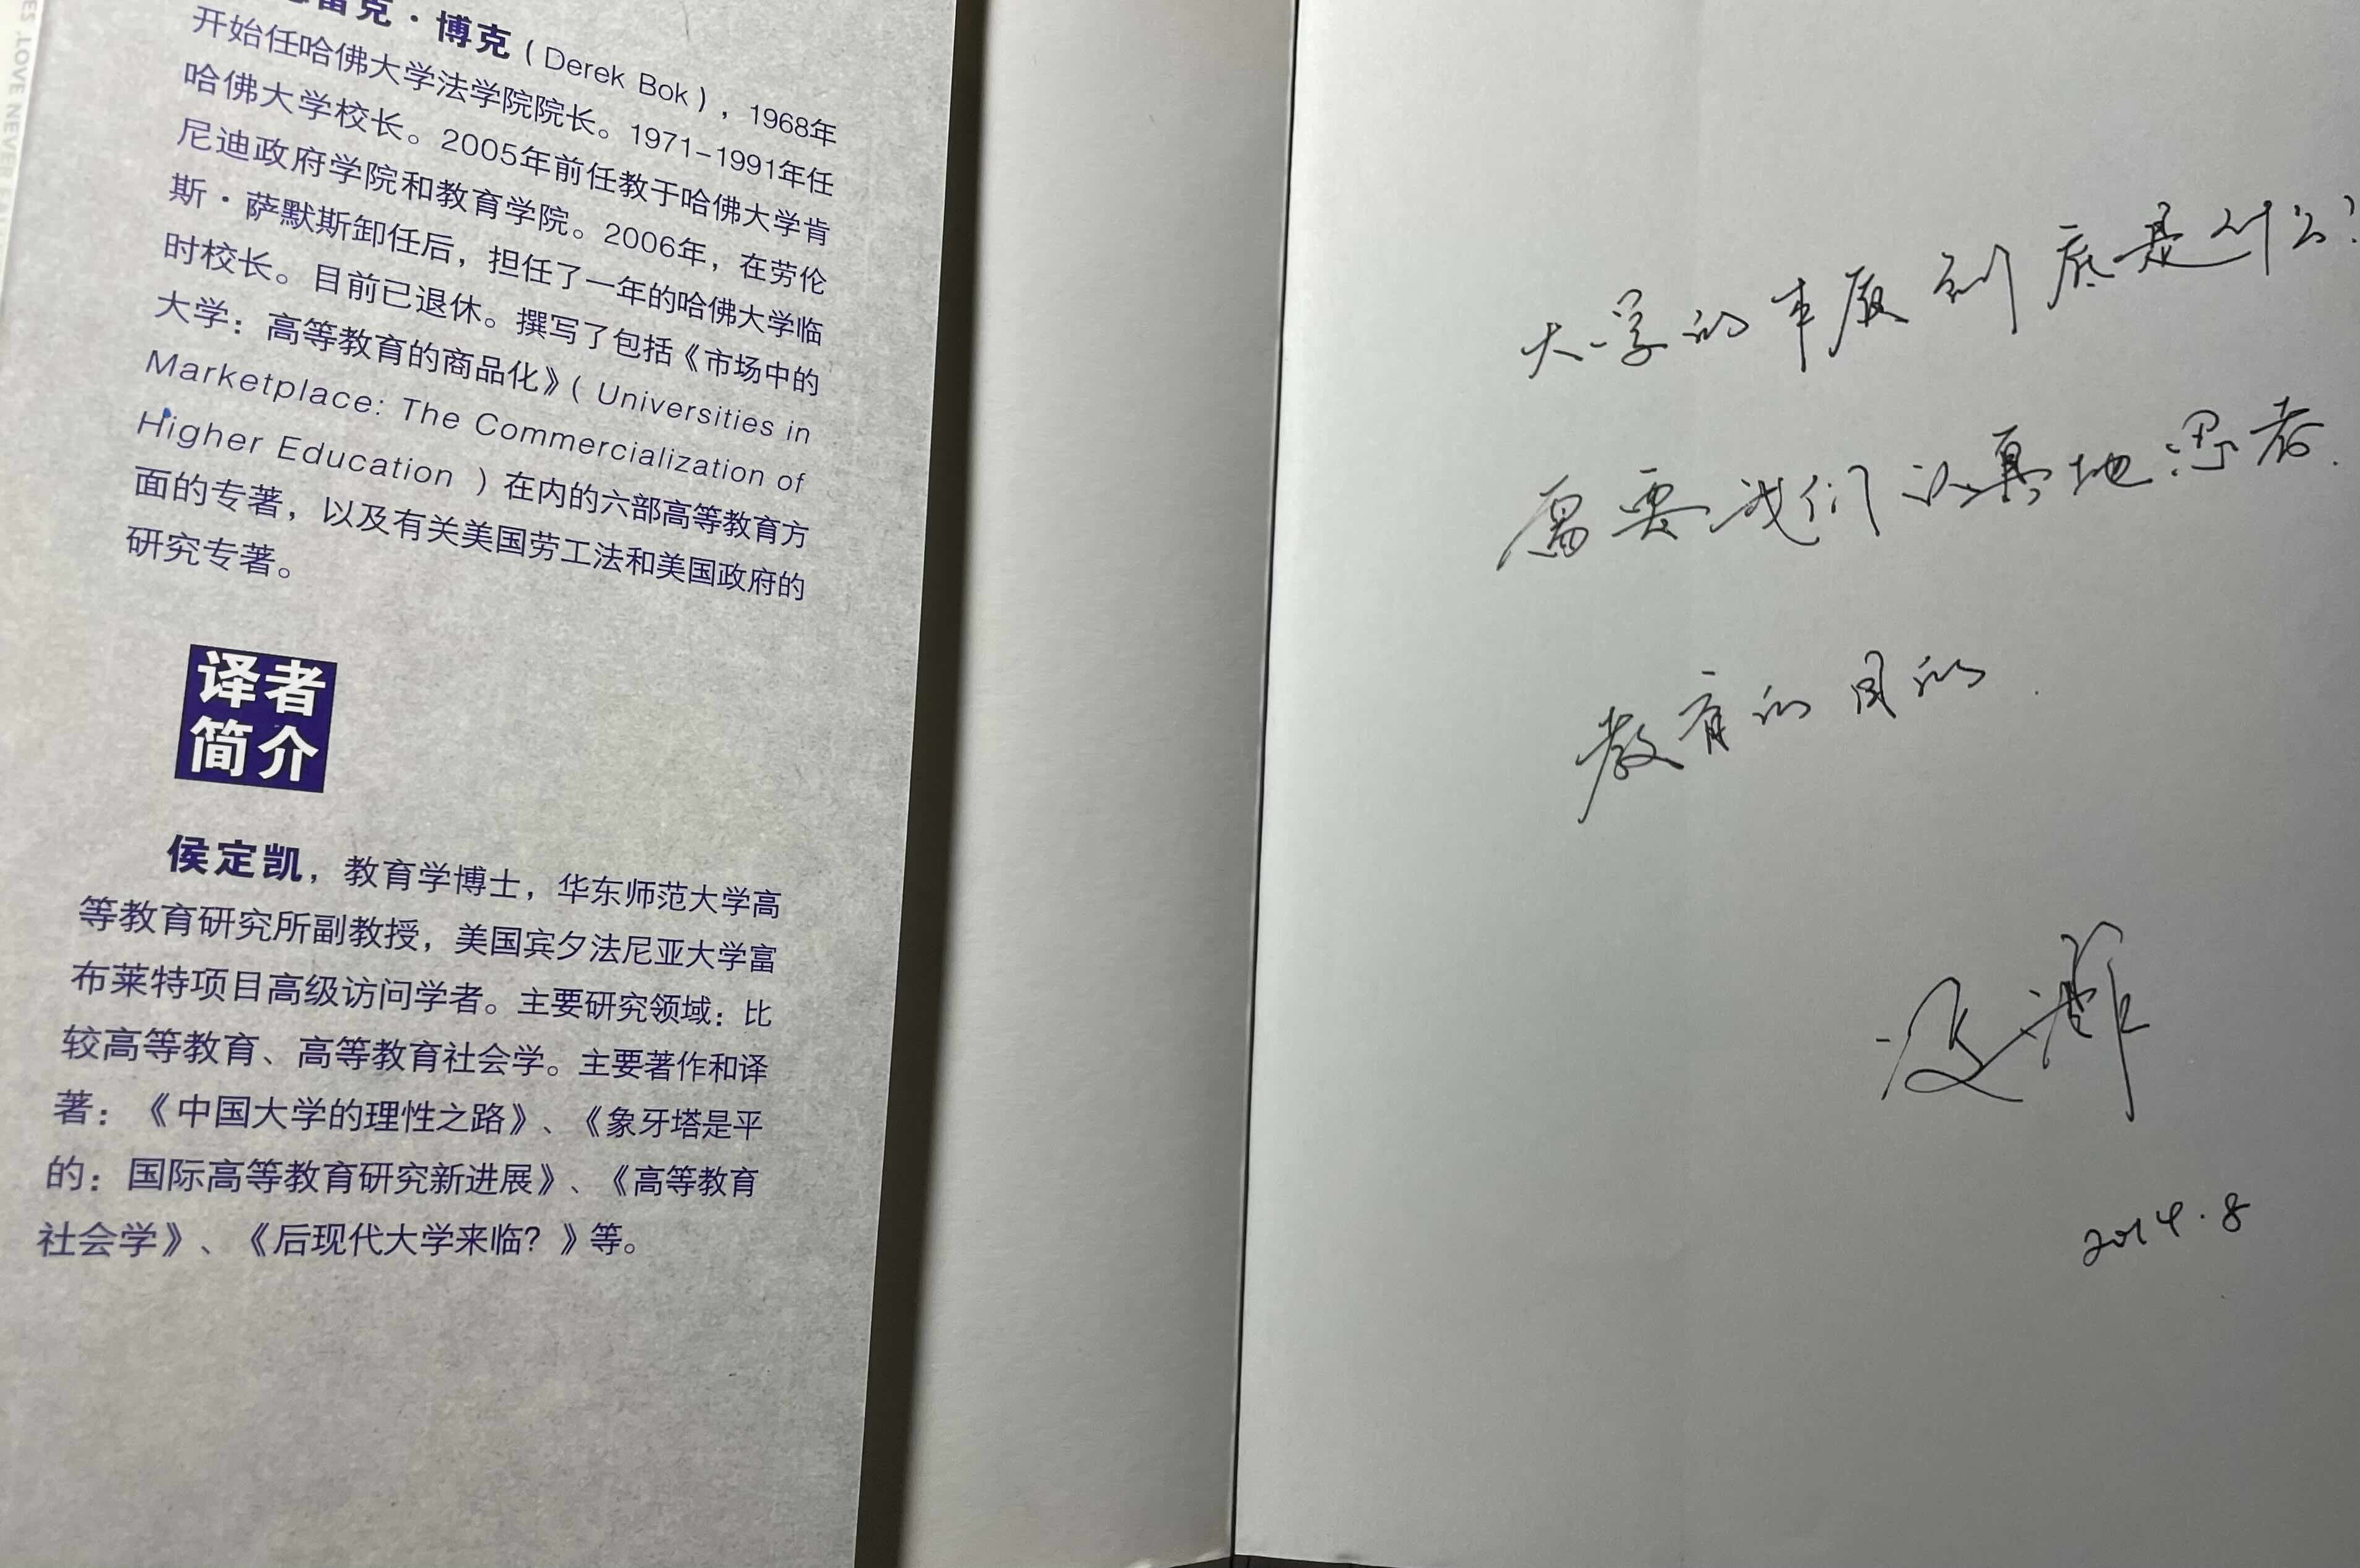 ES .LOVE NEVER
雷克·博克（Derek Bok），1968年
开始任哈佛大学法学院院长。1971-1991年任
哈佛大学校长。2005年前任教于哈佛大学肯
尼迪政府学院和教育学院。2006年，在劳伦
斯·萨默斯卸任后，担任了一年的哈佛大学临
时校长。目前已退休。撰写了包括《市场中的
大学：高等教育的商品化》（Universities in
Marketplace: The Commercialization of
Higher Education ）在内的六部高等教育方
面的专著，以及有关美国劳工法和美国政府的
研究专著。
译者
简介
侯定凯，教育学博士，华东师范大学高
等教育研究所副教授，美国宾夕法尼亚大学富
布莱特项目高级访问学者。主要研究领域：比
较高等教育、高等教育社会学。主要著作和译
著：《中国大学的理性之路》、《象牙塔是平
的：国际高等教育研究新进展》、《高等教育
社会学》、《后现代大学来临？》等。
大学的本质到底是什么？
需要我们认真地思考.
教育的目的.
2014.8